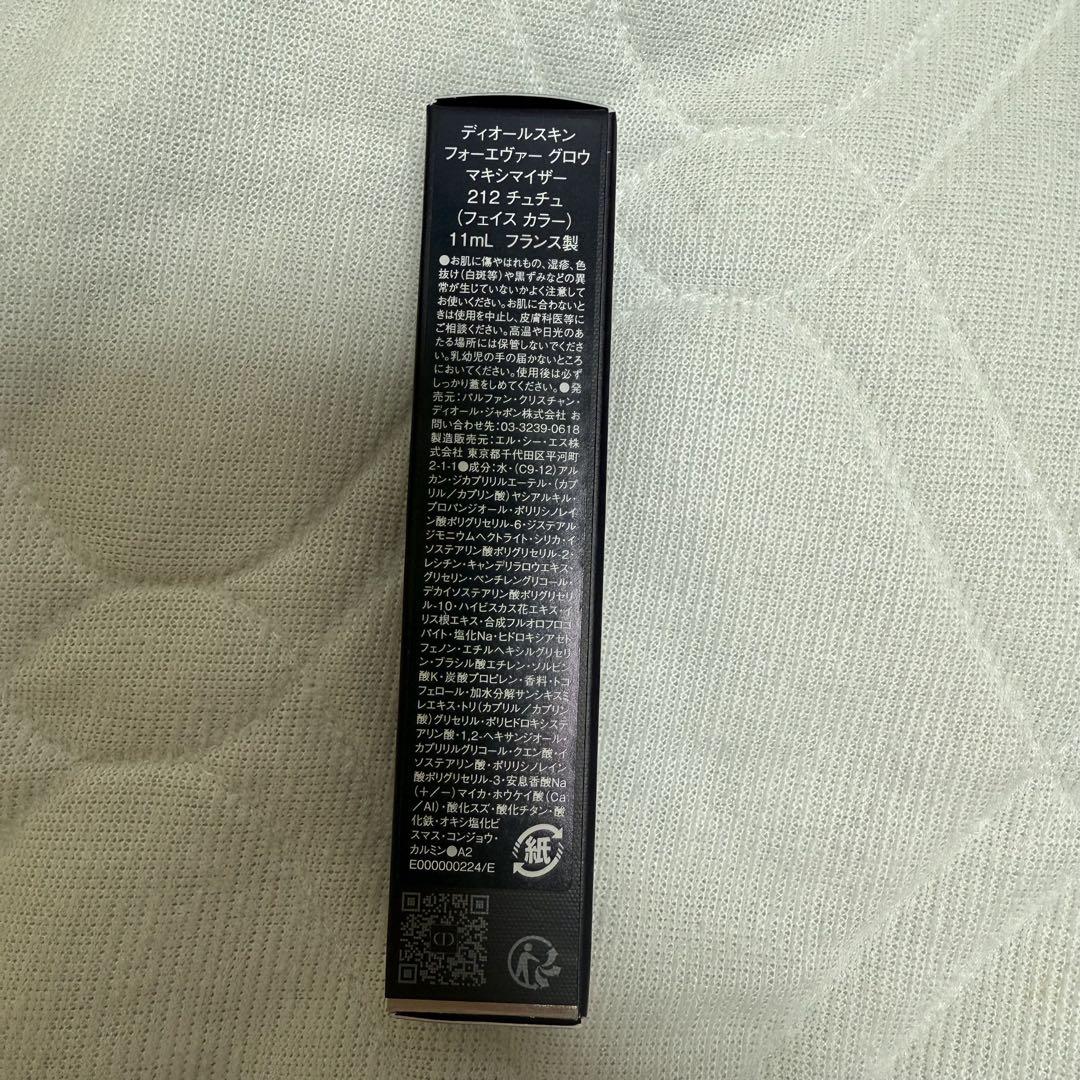 ディオールスキン
フォーエヴァー グロウ
マキシマイザー
212 チュチュ
(フェイス カラー)
11mL フランス製
●お肌に傷やはれもの、湿疹、色
抜け(白斑等)や黒ずみなどの異
常が生じていないかよく注意して
お使いください。お肌に合わないと
きは使用を中止し、皮膚科医等に
ご相談ください。高温や日光のあ
たる場所には保管しないでくださ
い。乳幼児の手の届かないところ
においてください。使用後は必ず
しっかり蓋をしめてください。●発
売元:パルファン・クリスチャン・
ディオール・ジャポン株式会社 お
問い合わせ先:03-3239-0618
製造販売元:エル・シー・エス株
式会社 東京都千代田区平河町
2-1-1●成分:水・(C9-12)アル
カン・ジカプリリルエーテル・(カプ
リル/カプリン酸)ヤシアルキル・
プロパンジオール・ポリリシノレイ
ン酸ポリグリセリル-6・ジステアル
ジモニウムヘクトライト・シリカ・イ
ソステアリン酸ポリグリセリル-2・
レシチン・キャンデリラロウエキス・
グリセリン・ペンチレングリコール・
デカイソステアリン酸ポリグリセリ
ル-10・ハイビスカス花エキス・イ
リス根エキス・合成フルオロフロゴ
パイト・塩化Na・ヒドロキシアセト
フェノン・エチルヘキシルグリセリ
ン・ブラシル酸エチレン・ソルビン
酸K・炭酸プロピレン・香料・トコ
フェロール・加水分解サンシキスミ
レエキス・トリ(カプリル/カプリン
酸)グリセリル・ポリヒドロキシステ
アリン酸・1,2-ヘキサンジオール・
カプリリルグリコール・クエン酸・イ
ソステアリン酸・ポリリシノレイン
酸ポリグリセリル-3・安息香酸Na
(+/-)マイカ・ホウケイ酸(Ca
/Al)・酸化スズ・酸化チタン・酸
化鉄・オキシ塩化ビ
スマス・コンジョウ・
カルミン●A2
E000000224/E
紙
CD